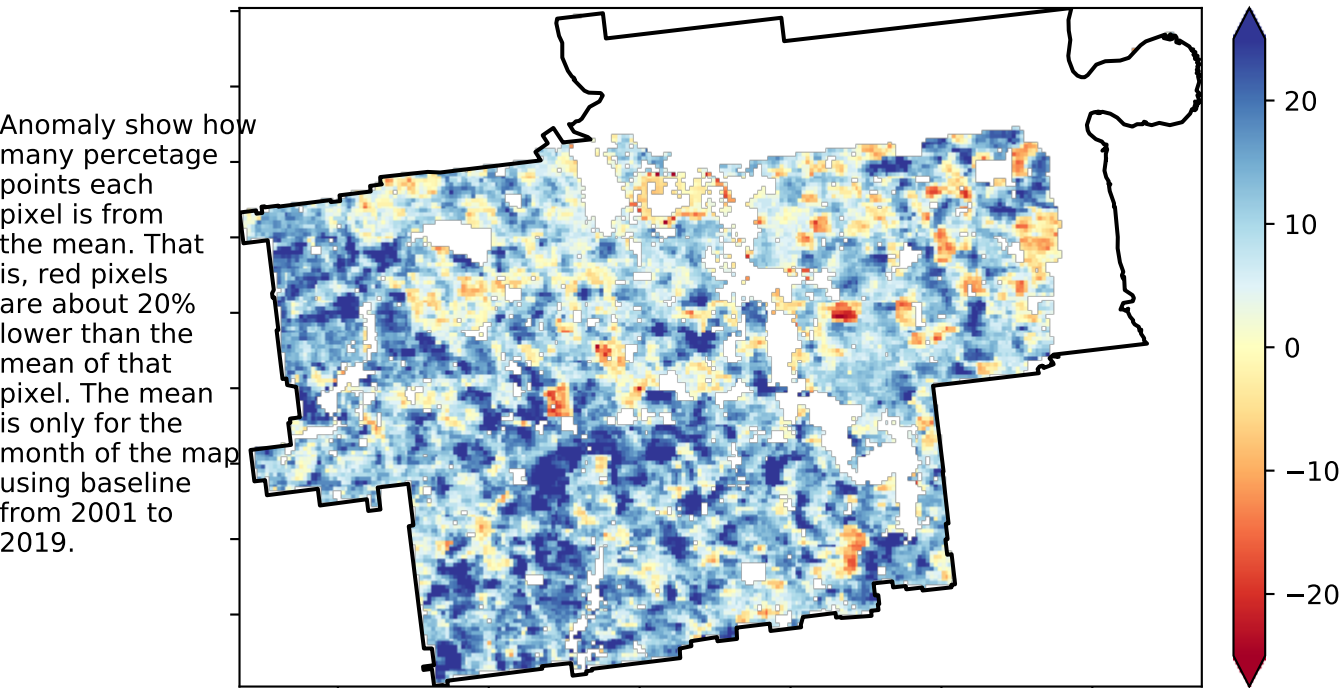 Anomaly show how
many percetage
points each
pixel is from
the mean. That
is, red pixels
are about 20%
lower than the
mean of that
pixel. The mean
is only for the
month of the map
using baseline
from 2001 to
2019.
20
10
0
−10
−20